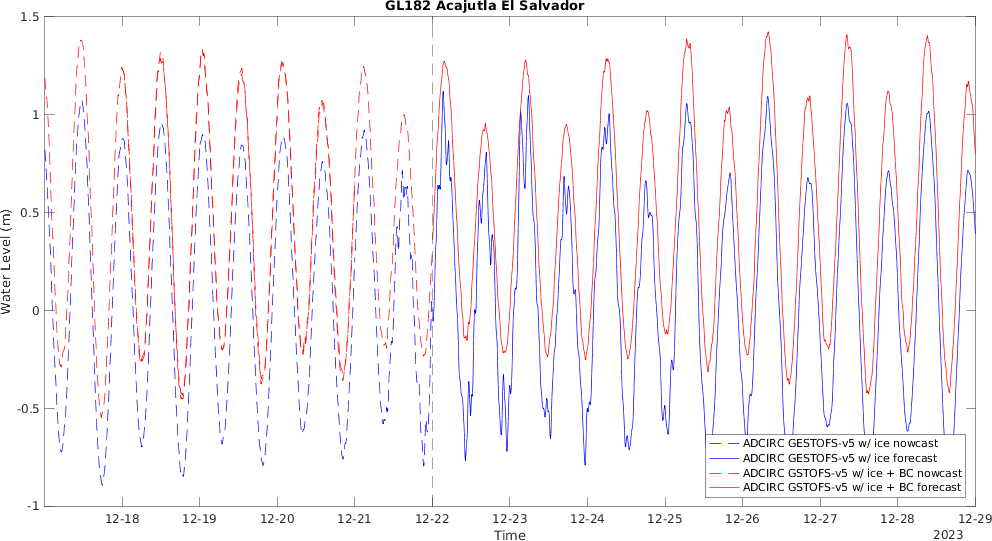 GL182 Acajutla El Salvador
1.5
1
0.5
0
-0.5
-1
Water Level (m)
12-18
12-19
12-20
12-21
12-22
12-23
12-24
12-25
12-26
12-27
12-28
12-29
Time
2023
ADCIRC GESTOFS-v5 w/ ice nowcast
ADCIRC GESTOFS-v5 w/ ice forecast
ADCIRC GSTOFS-v5 w/ ice + BC nowcast
ADCIRC GSTOFS-v5 w/ ice + BC forecast